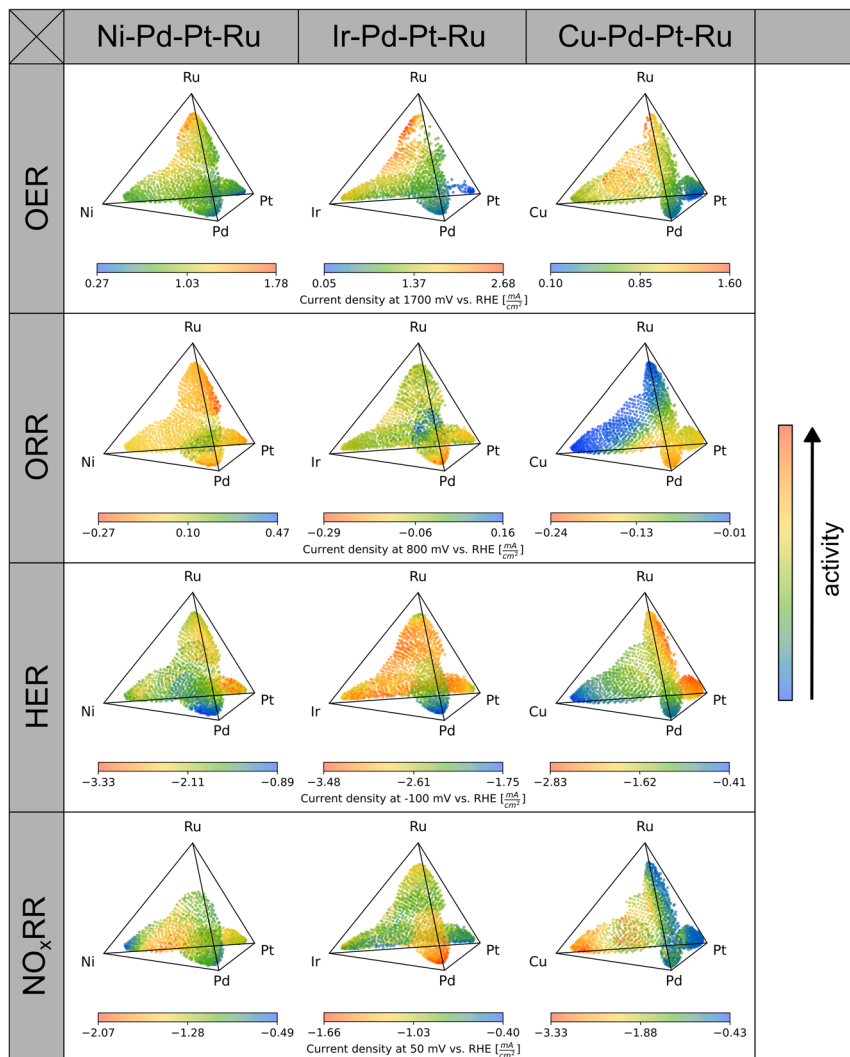 Ni-Pd-Pt-Ru Ir-Pd-Pt-Ru Cu-Pd-Pt-Ru
OER
Ru Ru Ru
Ni Pt Ir Pt Cu Pt
Pd Pd Pd
0.27 1.03 1.78 0.05 1.37 2.68 0.10 0.85 1.60
Current density at 1700 mV vs. RHE [mA/cm²]
ORR
Ru Ru Ru
Ni Pt Ir Pt Cu Pt
Pd Pd Pd
−0.27 0.10 0.47 −0.29 −0.06 0.16 −0.24 −0.13 −0.01
Current density at 800 mV vs. RHE [mA/cm²]
activity
HER
Ru Ru Ru
Ni Pt Ir Pt Cu Pt
Pd Pd Pd
−3.33 −2.11 −0.89 −3.48 −2.61 −1.75 −2.83 −1.62 −0.41
Current density at -100 mV vs. RHE [mA/cm²]
NOxRR
Ru Ru Ru
Ni Pt Ir Pt Cu Pt
Pd Pd Pd
−2.07 −1.28 −0.49 −1.66 −1.03 −0.40 −3.33 −1.88 −0.43
Current density at 50 mV vs. RHE [mA/cm²]